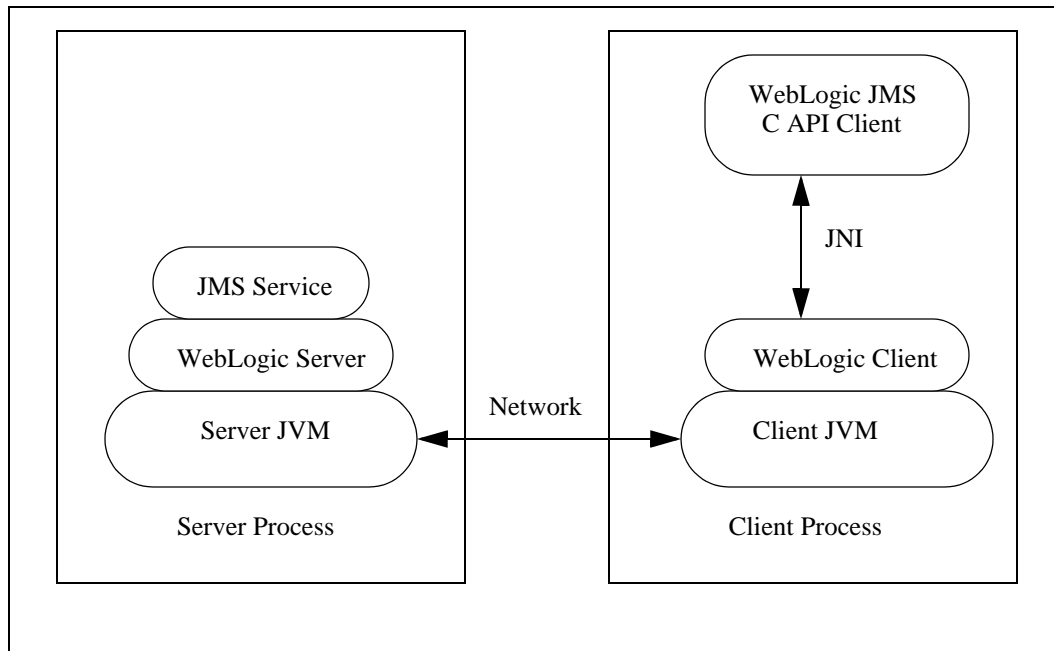 WebLogic JMS
C API Client
JNI
JMS Service
WebLogic Server
WebLogic Client
Network
Server JVM
Client JVM
Server Process
Client Process